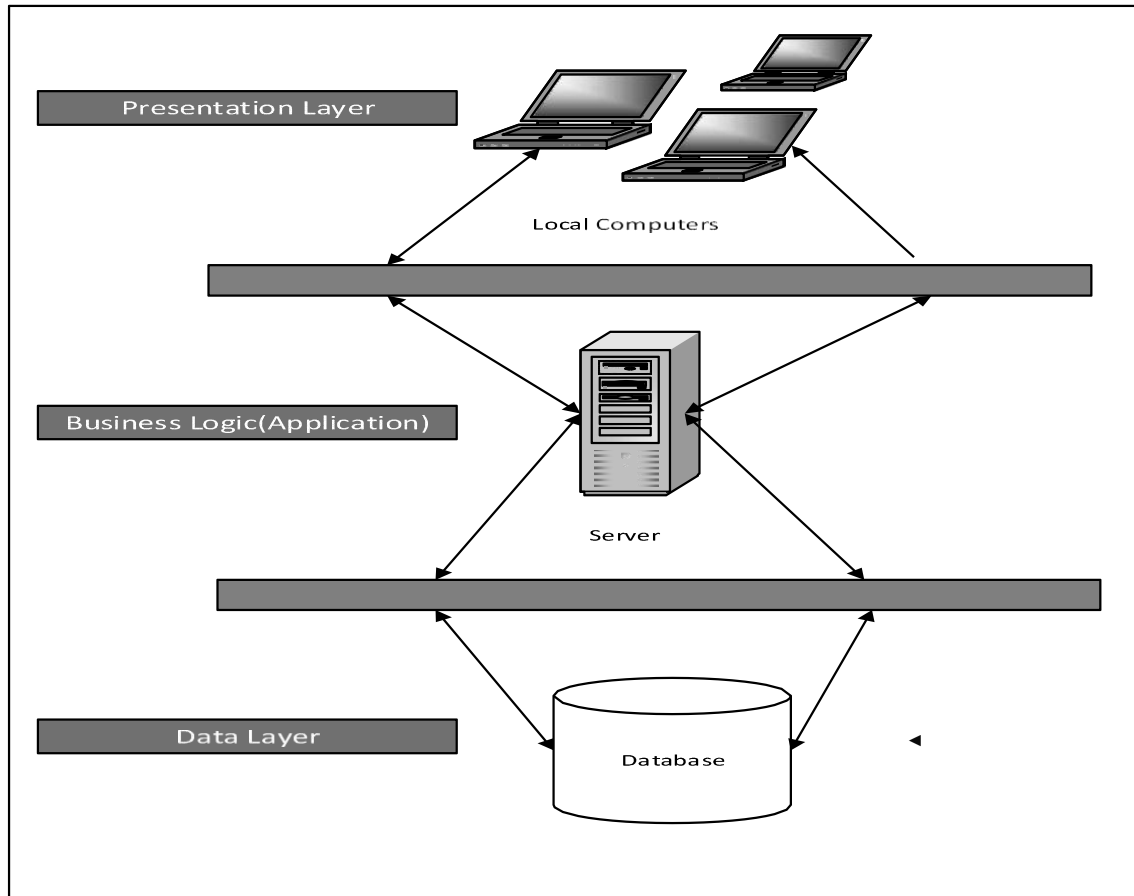 Presentation Layer
Local Computers
Business Logic(Application)
Server
Data Layer
Database